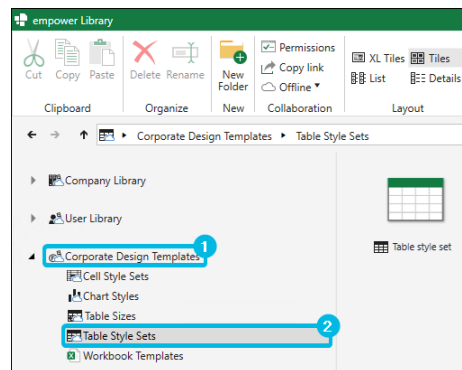 empower Library
Cut Copy Paste Delete Rename New Folder
Permissions
Copy link
Offline
XL Tiles Tiles
List Details
Clipboard Organize New Collaboration Layout
Corporate Design Templates Table Style Sets
Company Library
User Library
1
Corporate Design Templates
Cell Style Sets
Chart Styles
Table Sizes
2
Table Style Sets
Workbook Templates
Table style set